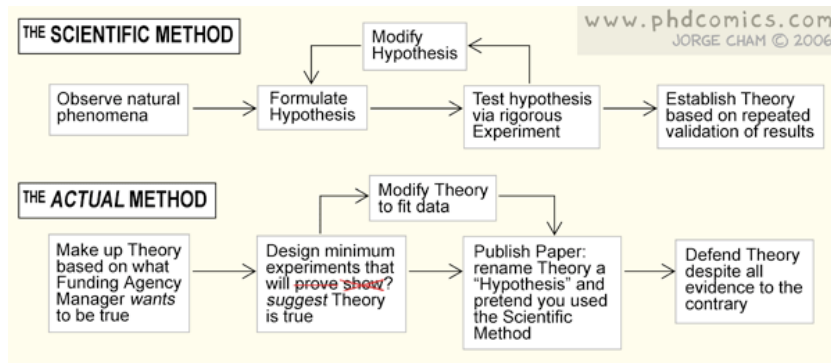 www.phdcomics.com
JORGE CHAM © 2006
THE SCIENTIFIC METHOD
Modify
Hypothesis
Observe natural
phenomena
Formulate
Hypothesis
Test hypothesis
via rigorous
Experiment
Establish Theory
based on repeated
validation of results
THE ACTUAL METHOD
Modify Theory
to fit data
Make up Theory
based on what
Funding Agency
Manager wants
to be true
Design minimum
experiments that
will prove show?
suggest Theory
is true
Publish Paper:
rename Theory a
“Hypothesis” and
pretend you used
the Scientific
Method
Defend Theory
despite all
evidence to the
contrary